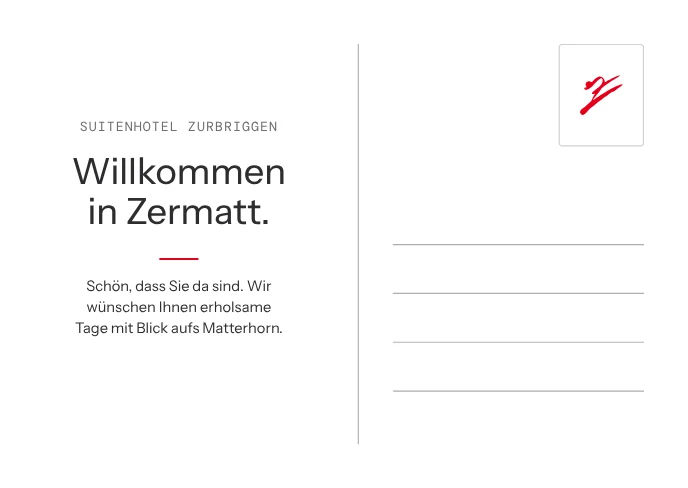 SUITENHOTEL ZURBRIGGEN
Willkommen
in Zermatt.
Schön, dass Sie da sind. Wir
wünschen Ihnen erholsame
Tage mit Blick aufs Matterhorn.